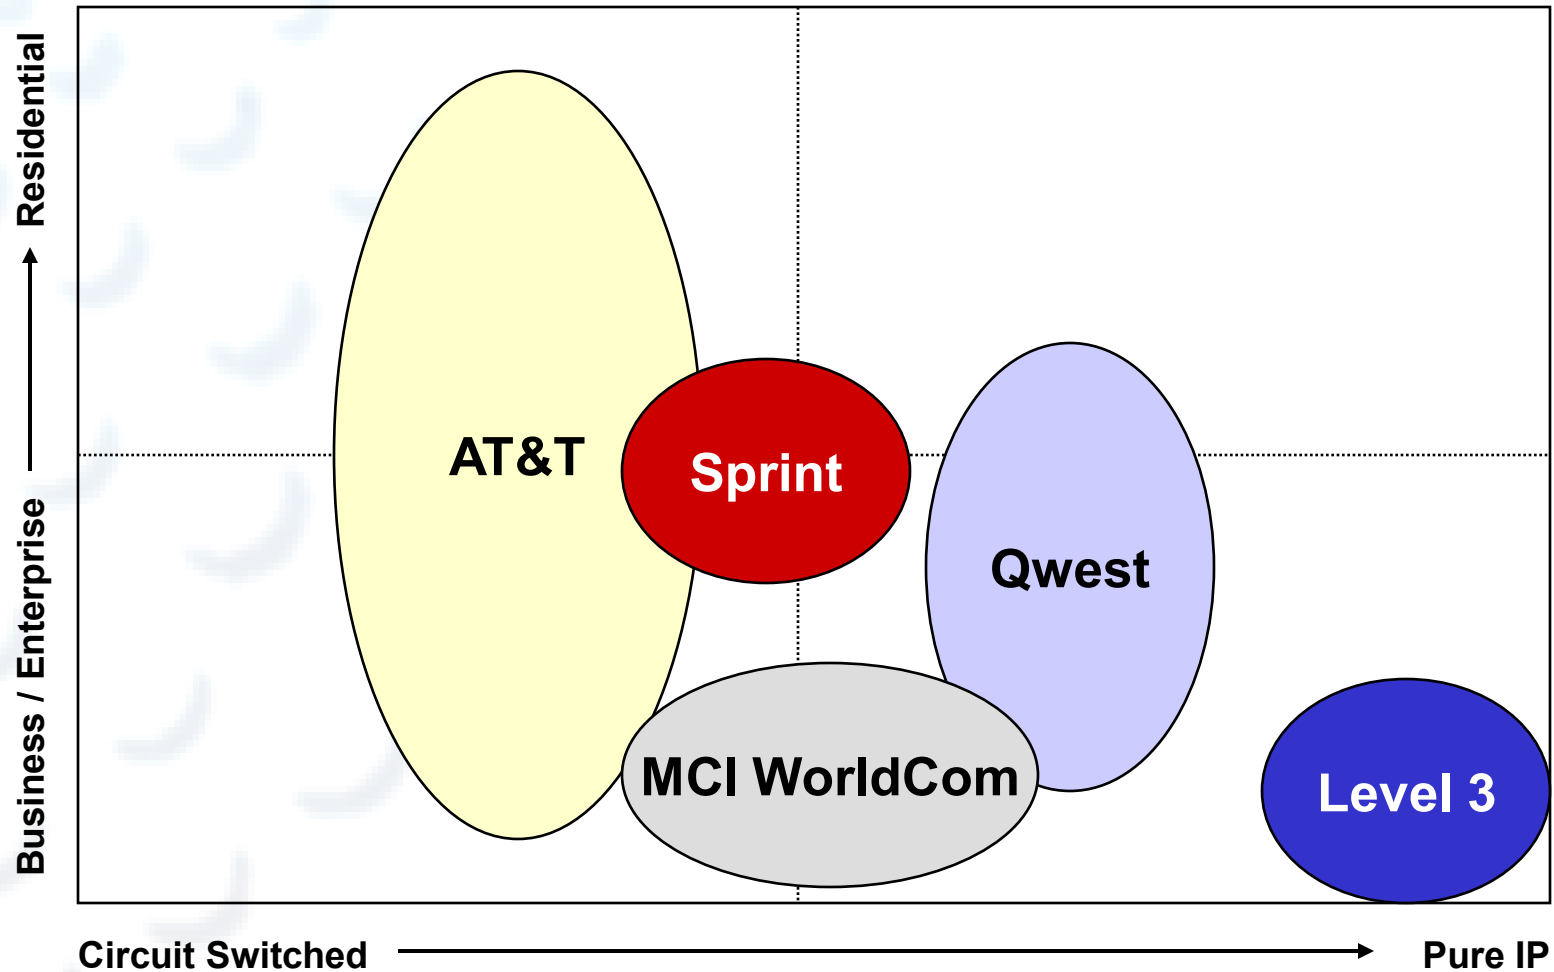 Residential
Business / Enterprise
AT&T
Sprint
Qwest
MCI WorldCom
Level 3
Circuit Switched
Pure IP